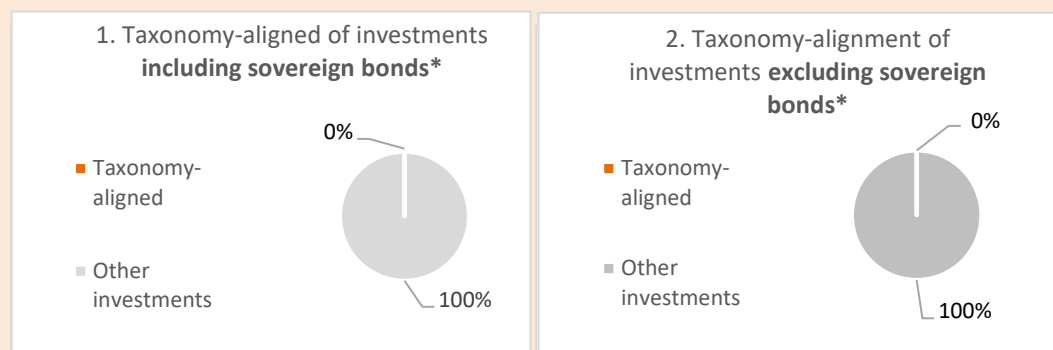 1. Taxonomy-aligned of investments
including sovereign bonds*
0%
Taxonomy-
aligned
Other
investments
100%
2. Taxonomy-alignment of
investments excluding sovereign
bonds*
0%
Taxonomy-
aligned
Other
investments
100%